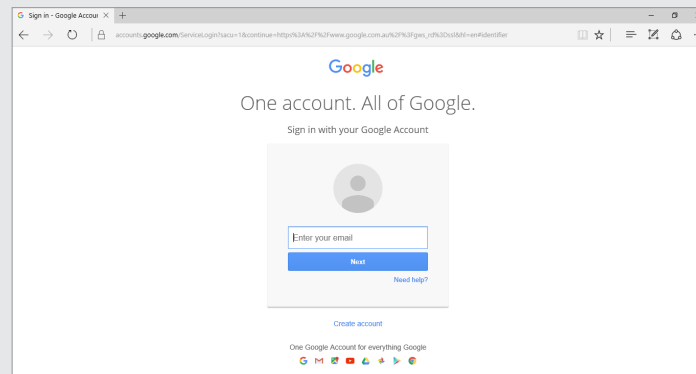 Sign in - Google Accour
accounts.google.com/ServiceLogin?sacu=1&continue=https%3A%2F%2Fwww.google.com.au%2F%3Fgws_rd%3Dssl&hl=en#identifier
Google
One account. All of Google.
Sign in with your Google Account
Enter your email
Next
Need help?
Create account
One Google Account for everything Google